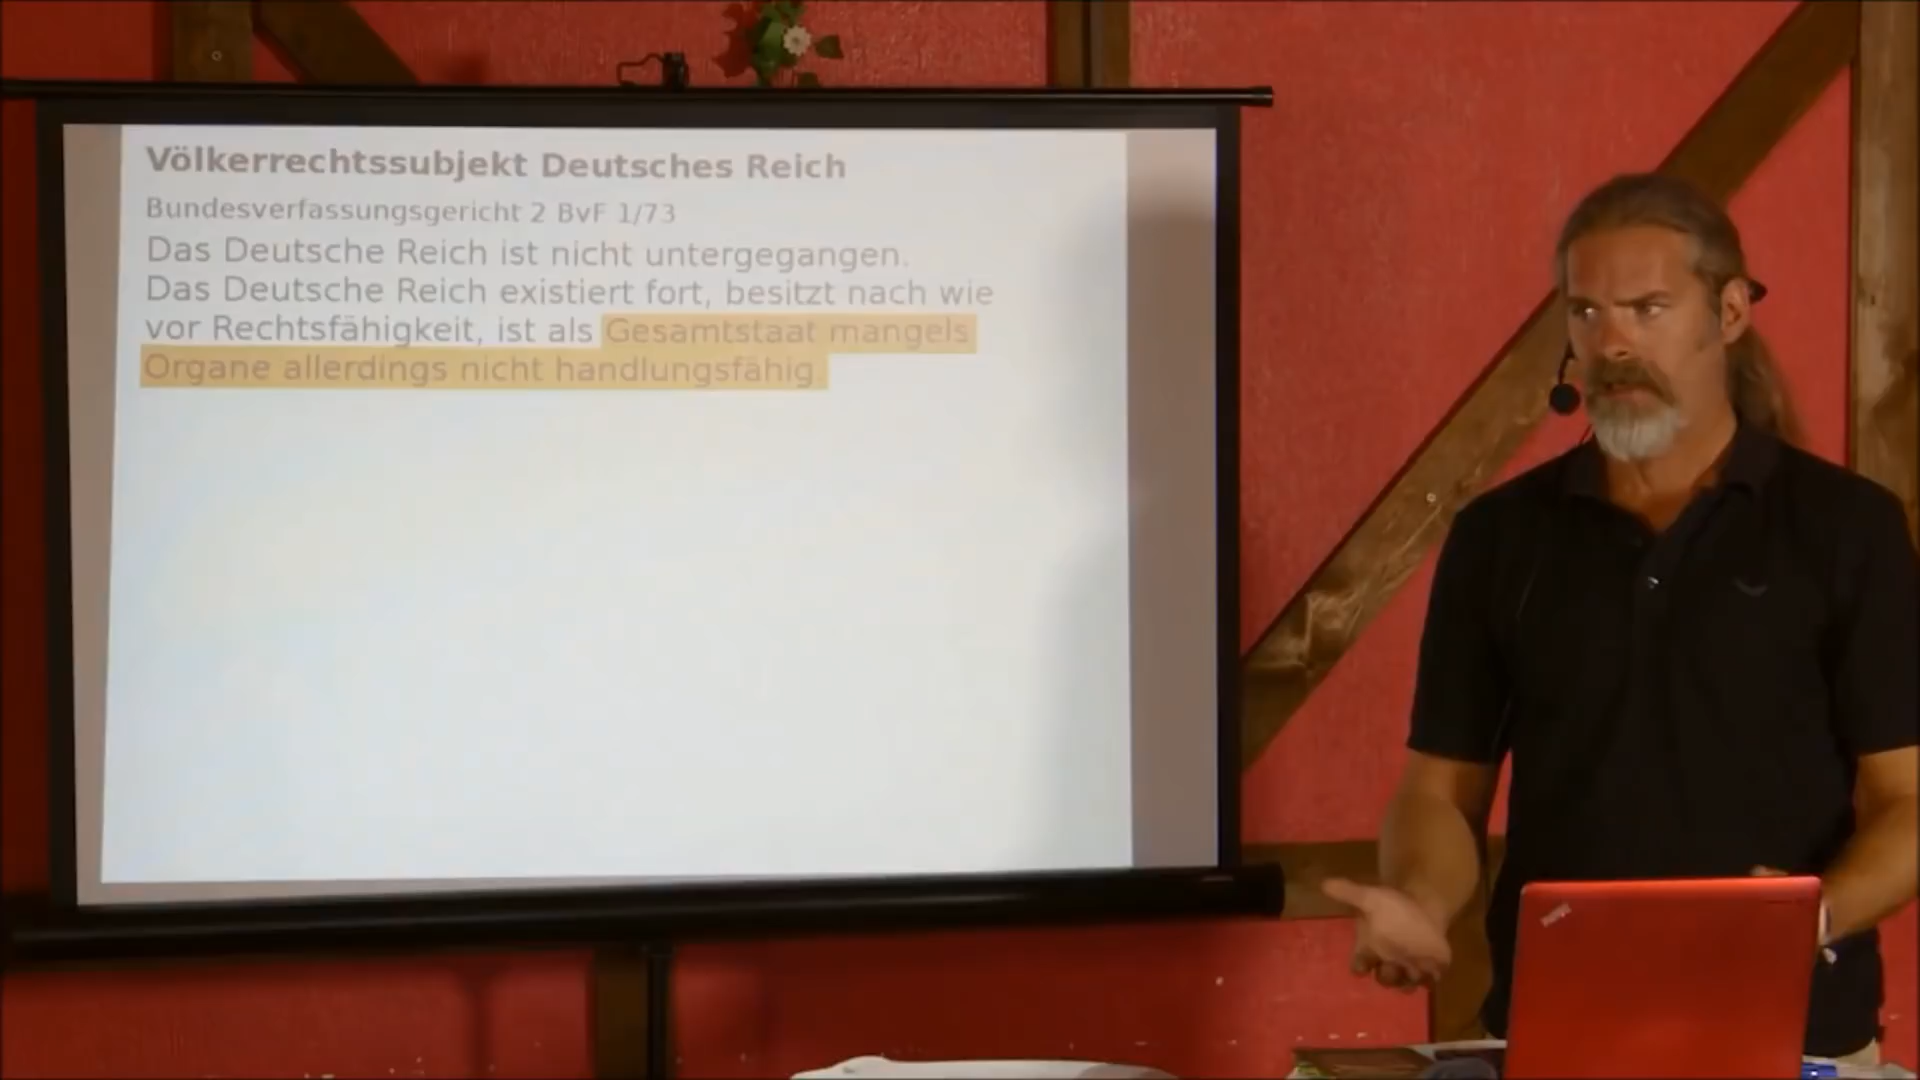 Völkerrechtssubjekt Deutsches Reich
Bundesverfassungsgericht 2 BvF 1/73
Das Deutsche Reich ist nicht untergegangen.
Das Deutsche Reich existiert fort, besitzt nach wie
vor Rechtsfähigkeit, ist als Gesamtstaat mangels
Organe allerdings nicht handlungsfähig.